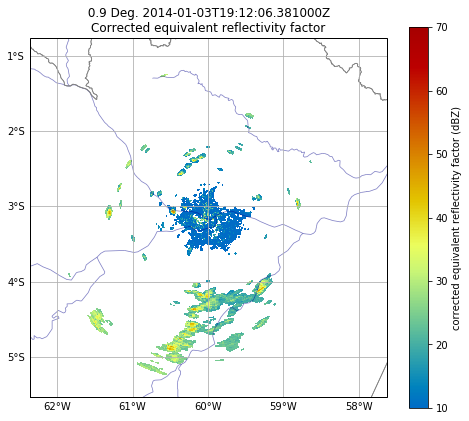 0.9 Deg. 2014-01-03T19:12:06.381000Z
Corrected equivalent reflectivity factor
1°S
2°S
3°S
4°S
5°S
62°W 61°W 60°W 59°W 58°W
70
60
50
40
30
20
10
corrected equivalent reflectivity factor (dBZ)